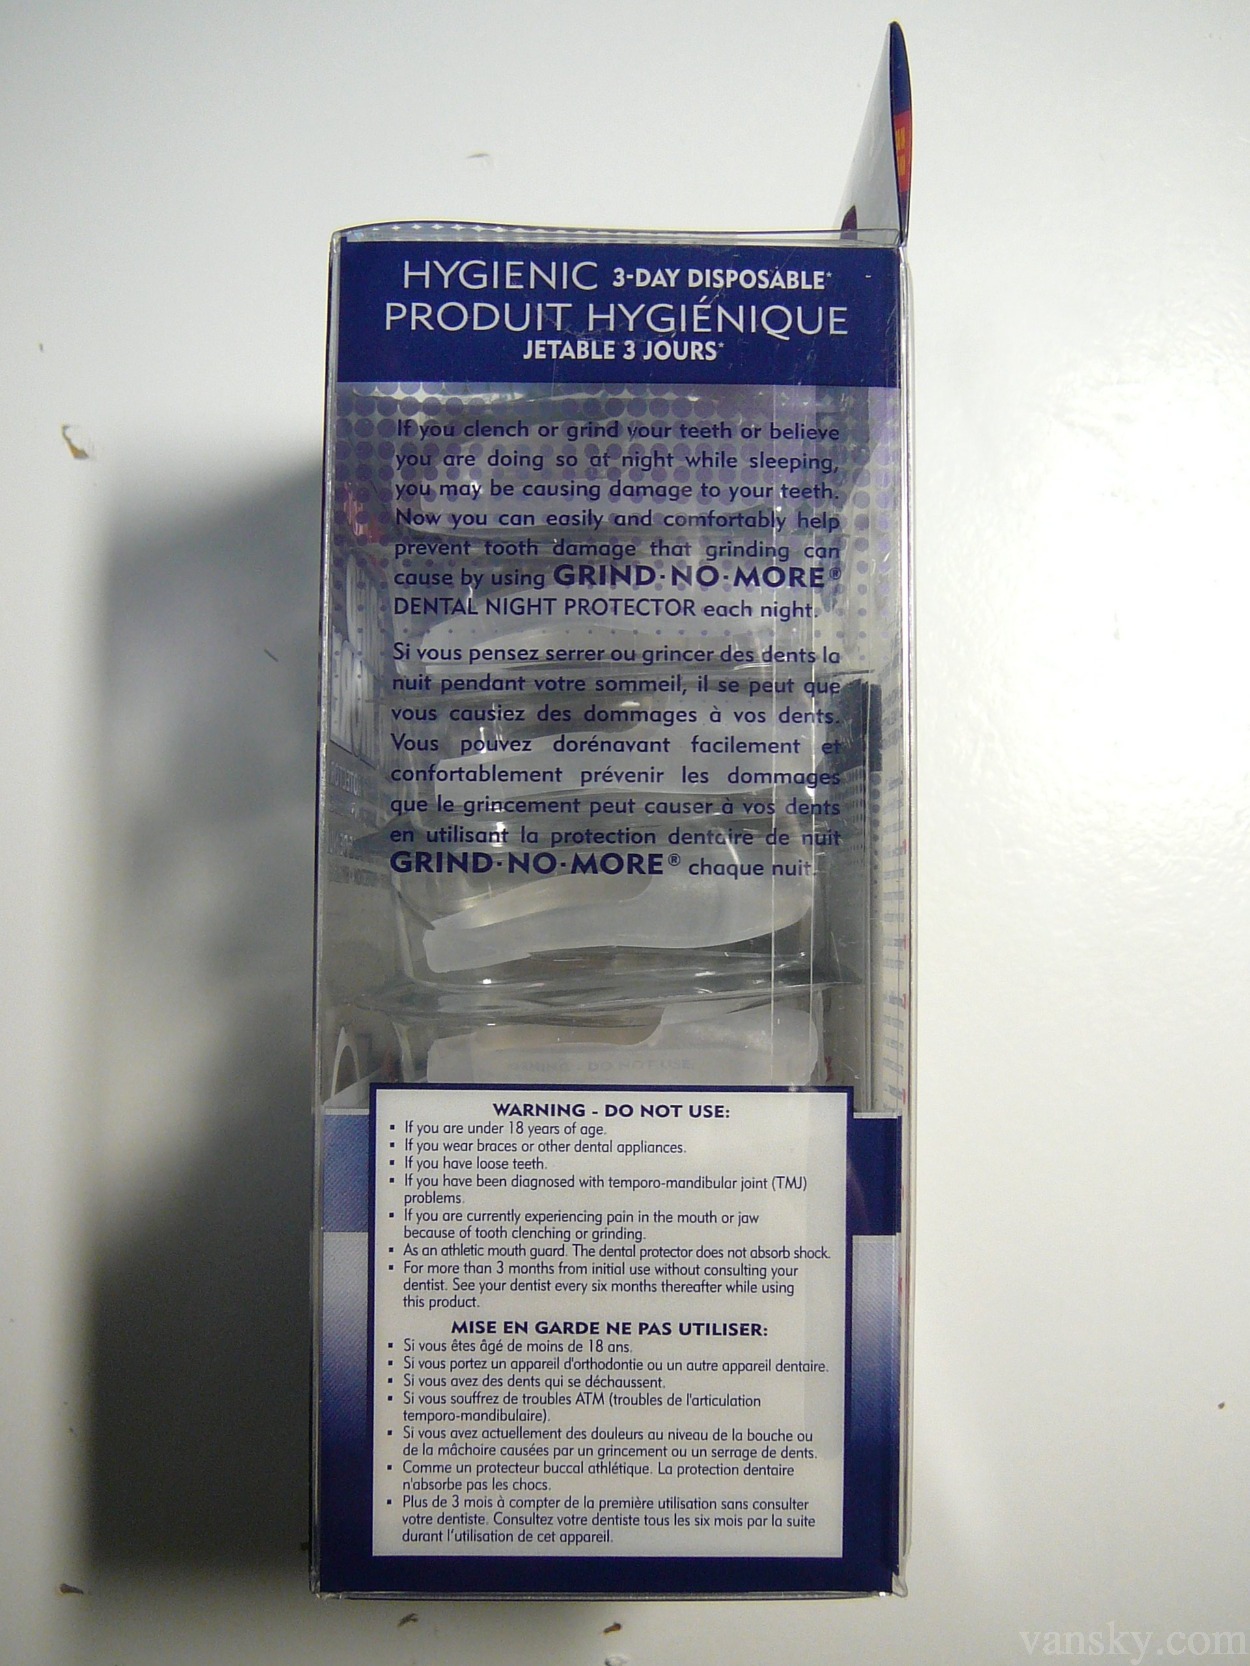 HYGIENIC 3-DAY DISPOSABLE*
PRODUIT HYGIÉNIQUE
JETABLE 3 JOURS*
If you clench or grind your teeth or believe
you are doing so at night while sleeping,
you may be causing damage to your teeth.
Now you can easily and comfortably help
prevent tooth damage that grinding can
cause by using GRIND-NO-MORE®
DENTAL NIGHT PROTECTOR each night.
Si vous pensez serrer ou grincer des dents la
nuit pendant votre sommeil, il se peut que
vous causiez des dommages à vos dents.
Vous pouvez dorénavant facilement et
confortablement prévenir les dommages
que le grincement peut causer à vos dents
en utilisant la protection dentaire de nuit
GRIND-NO-MORE® chaque nuit.
WARNING - DO NOT USE:
▪ If you are under 18 years of age.
▪ If you wear braces or other dental appliances.
▪ If you have loose teeth.
▪ If you have been diagnosed with temporo-mandibular joint (TMJ)
problems.
▪ If you are currently experiencing pain in the mouth or jaw
because of tooth clenching or grinding.
▪ As an athletic mouth guard. The dental protector does not absorb shock.
▪ For more than 3 months from initial use without consulting your
dentist. See your dentist every six months thereafter while using
this product.
MISE EN GARDE NE PAS UTILISER:
▪ Si vous êtes âgé de moins de 18 ans.
▪ Si vous portez un appareil d'orthodontie ou un autre appareil dentaire.
▪ Si vous avez des dents qui se déchaussent.
▪ Si vous souffrez de troubles ATM (troubles de l'articulation
temporo-mandibulaire).
▪ Si vous avez actuellement des douleurs au niveau de la bouche ou
de la mâchoire causées par un grincement ou un serrage de dents.
▪ Comme un protecteur buccal athlétique. La protection dentaire
n'absorbe pas les chocs.
▪ Plus de 3 mois à compter de la première utilisation sans consulter
votre dentiste. Consultez votre dentiste tous les six mois par la suite
durant l'utilisation de cet appareil.
vansky.com